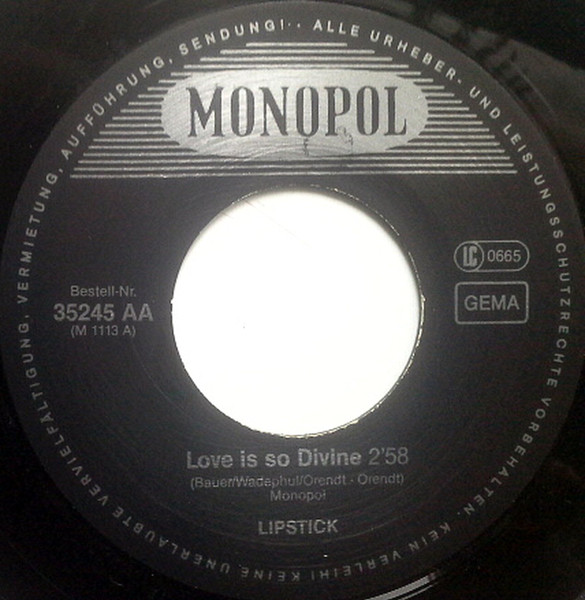 ALLE URHEBER- UND LEISTUNGSSCHUTZRECHTE VORBEHALTEN. KEIN VERLEIH! KEINE UNERLAUBTE VERVIELFÄLTIGUNG, VERMIETUNG, AUFFÜHRUNG, SENDUNG!
MONOPOL
LC 0665
GEMA
Bestell-Nr.
35245 AA
(M 1113 A)
Love is so Divine 2'58
(Bauer/Wadephul/Orendt - Orendt)
Monopol
LIPSTICK